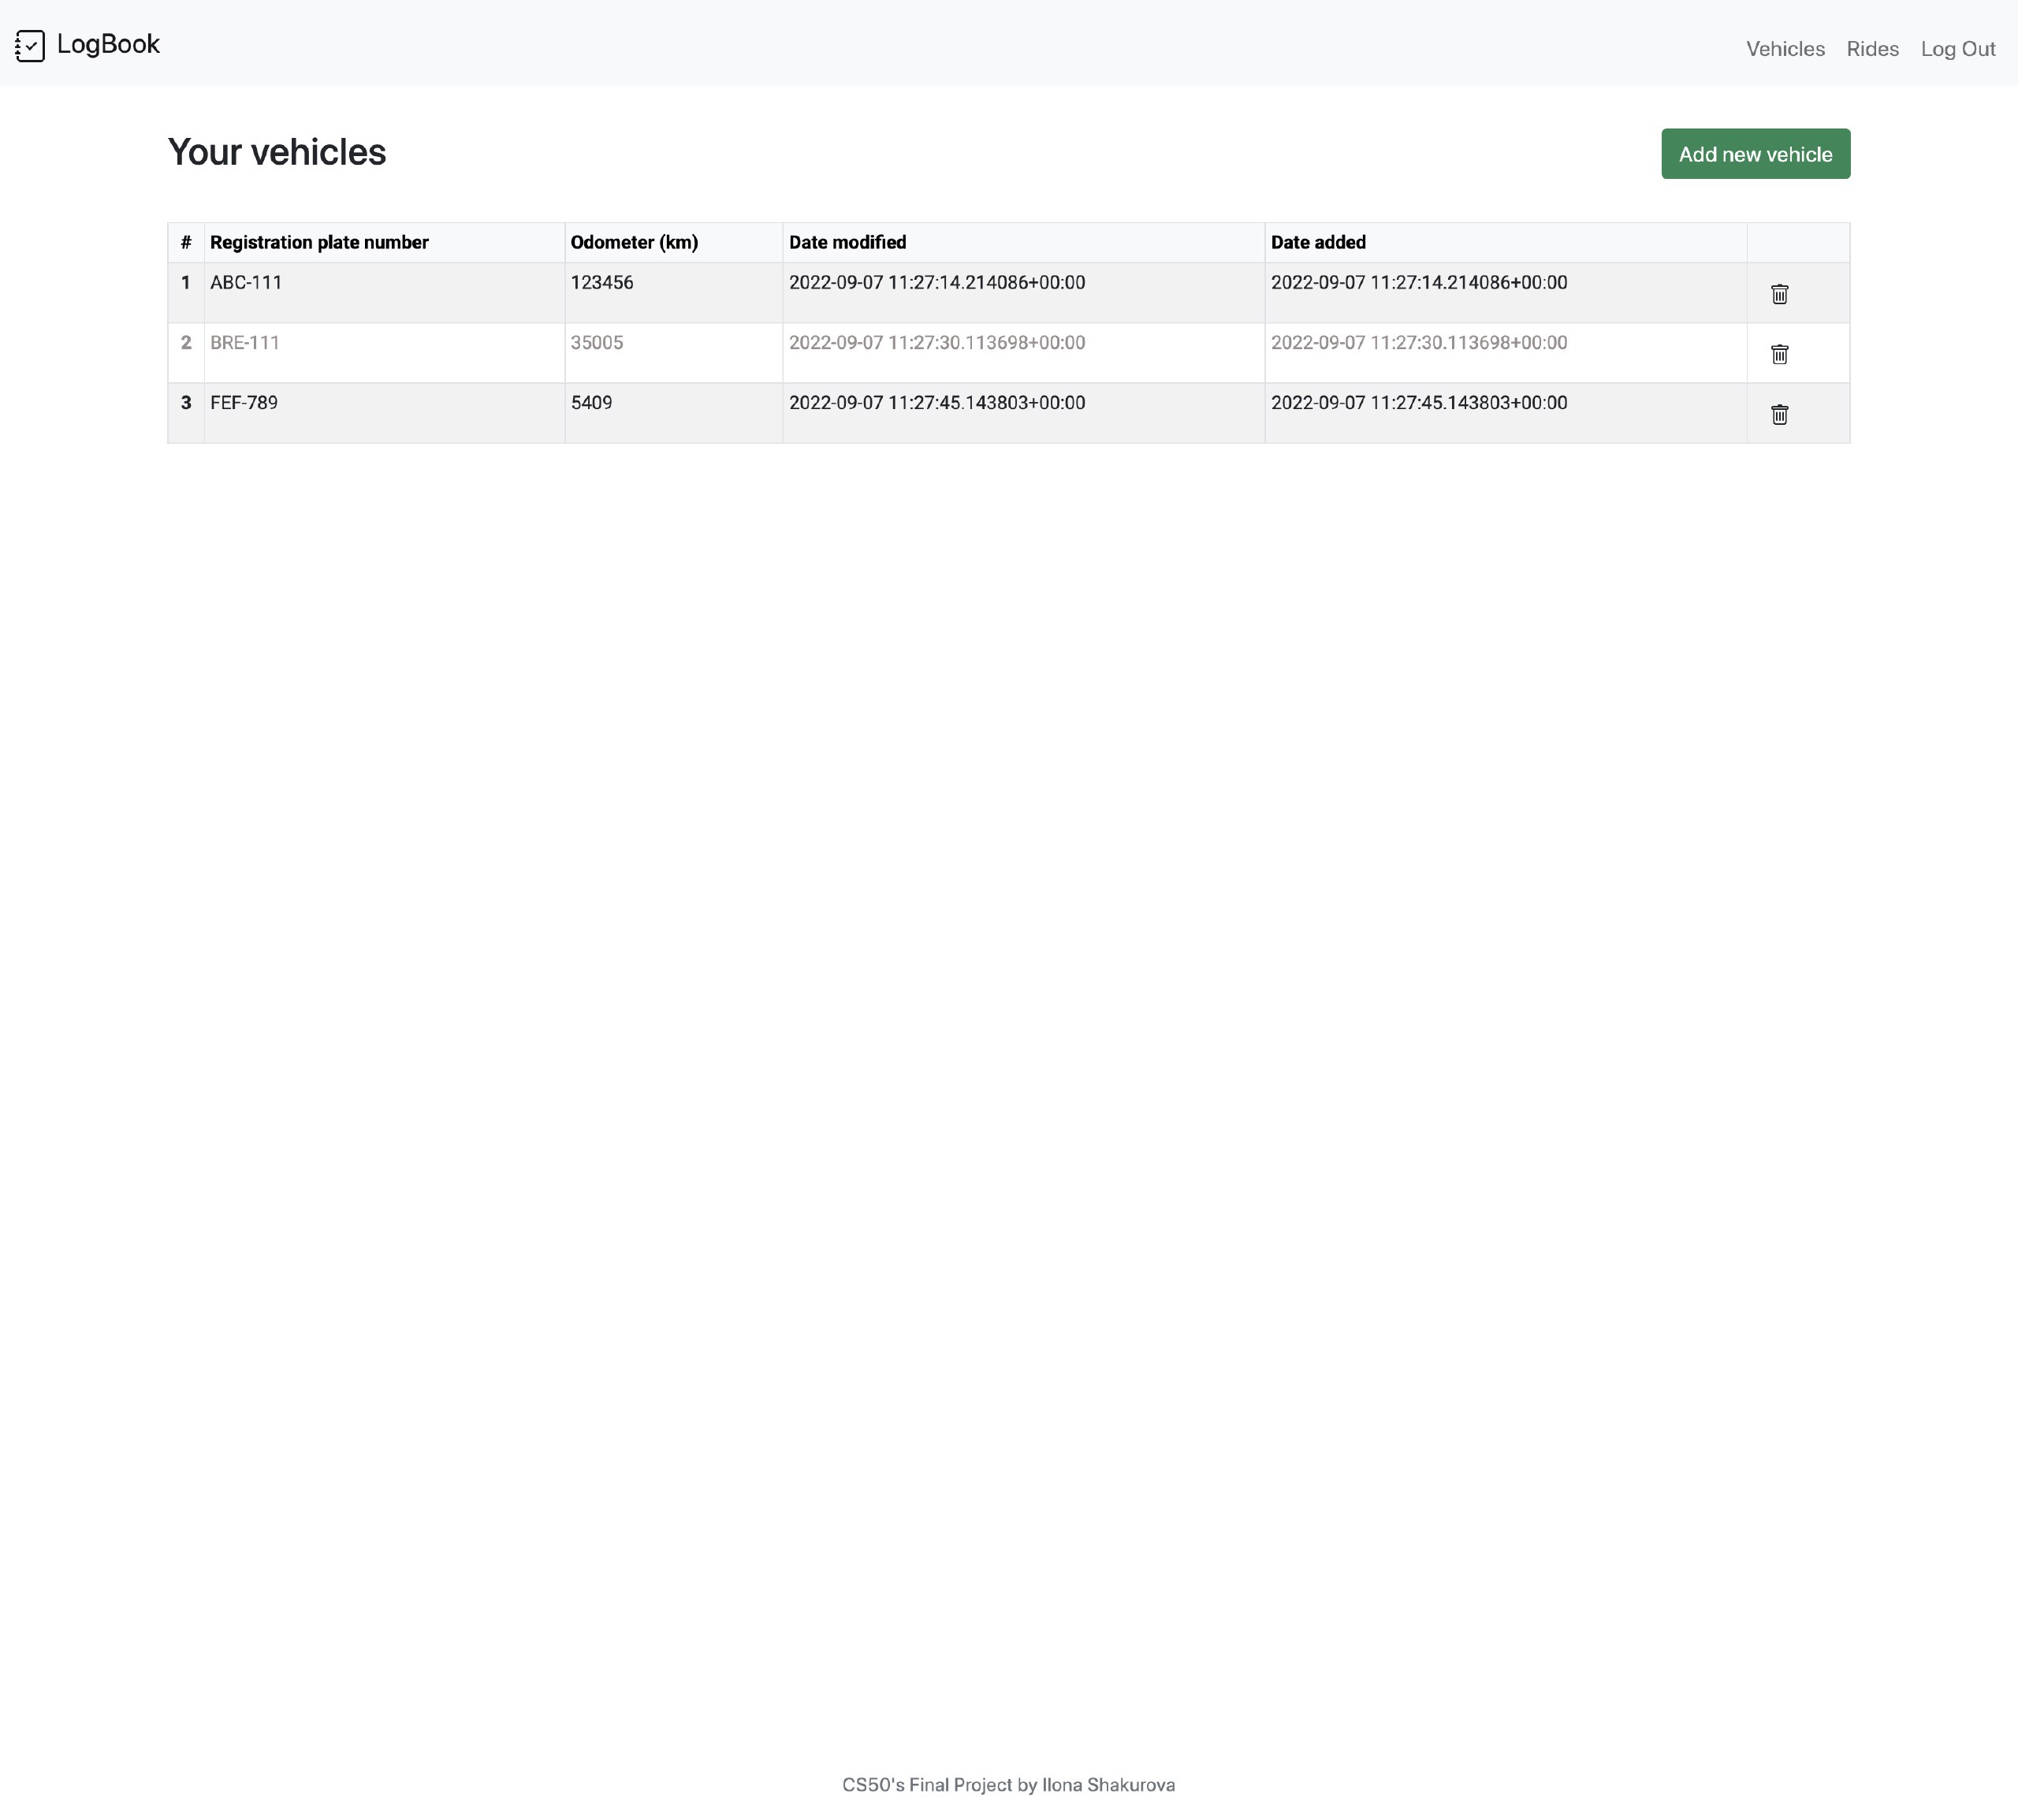 LogBook
Vehicles Rides Log Out
Your vehicles
Add new vehicle
# Registration plate number Odometer (km) Date modified Date added
1 ABC-111 123456 2022-09-07 11:27:14.214086+00:00 2022-09-07 11:27:14.214086+00:00
2 BRE-111 35005 2022-09-07 11:27:30.113698+00:00 2022-09-07 11:27:30.113698+00:00
3 FEF-789 5409 2022-09-07 11:27:45.143803+00:00 2022-09-07 11:27:45.143803+00:00
CS50's Final Project by Ilona Shakurova